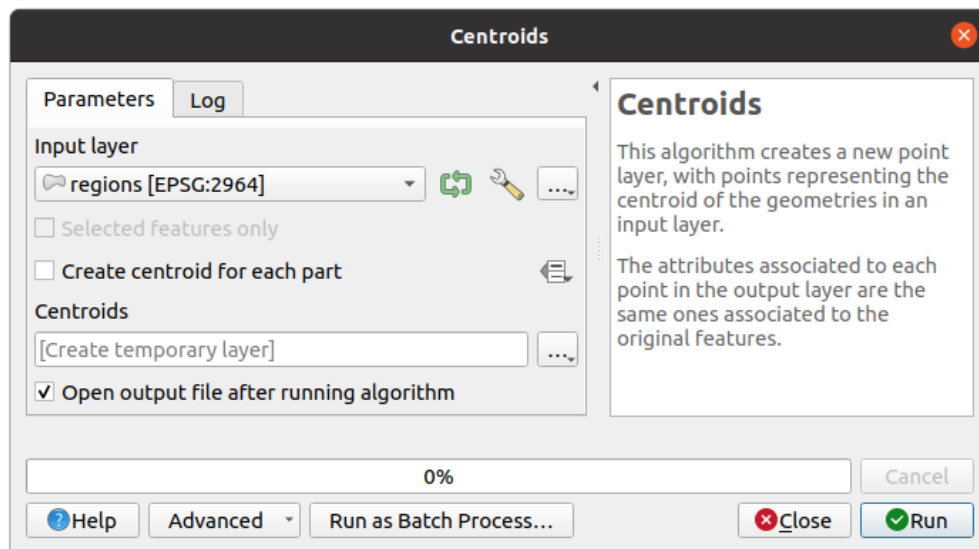 Centroids
Parameters
Log
Input layer
regions [EPSG:2964]
...
Selected features only
Create centroid for each part
Centroids
[Create temporary layer]
...
Open output file after running algorithm
Centroids
This algorithm creates a new point
layer, with points representing the
centroid of the geometries in an
input layer.
The attributes associated to each
point in the output layer are the
same ones associated to the
original features.
0%
Cancel
Help
Advanced
Run as Batch Process...
Close
Run